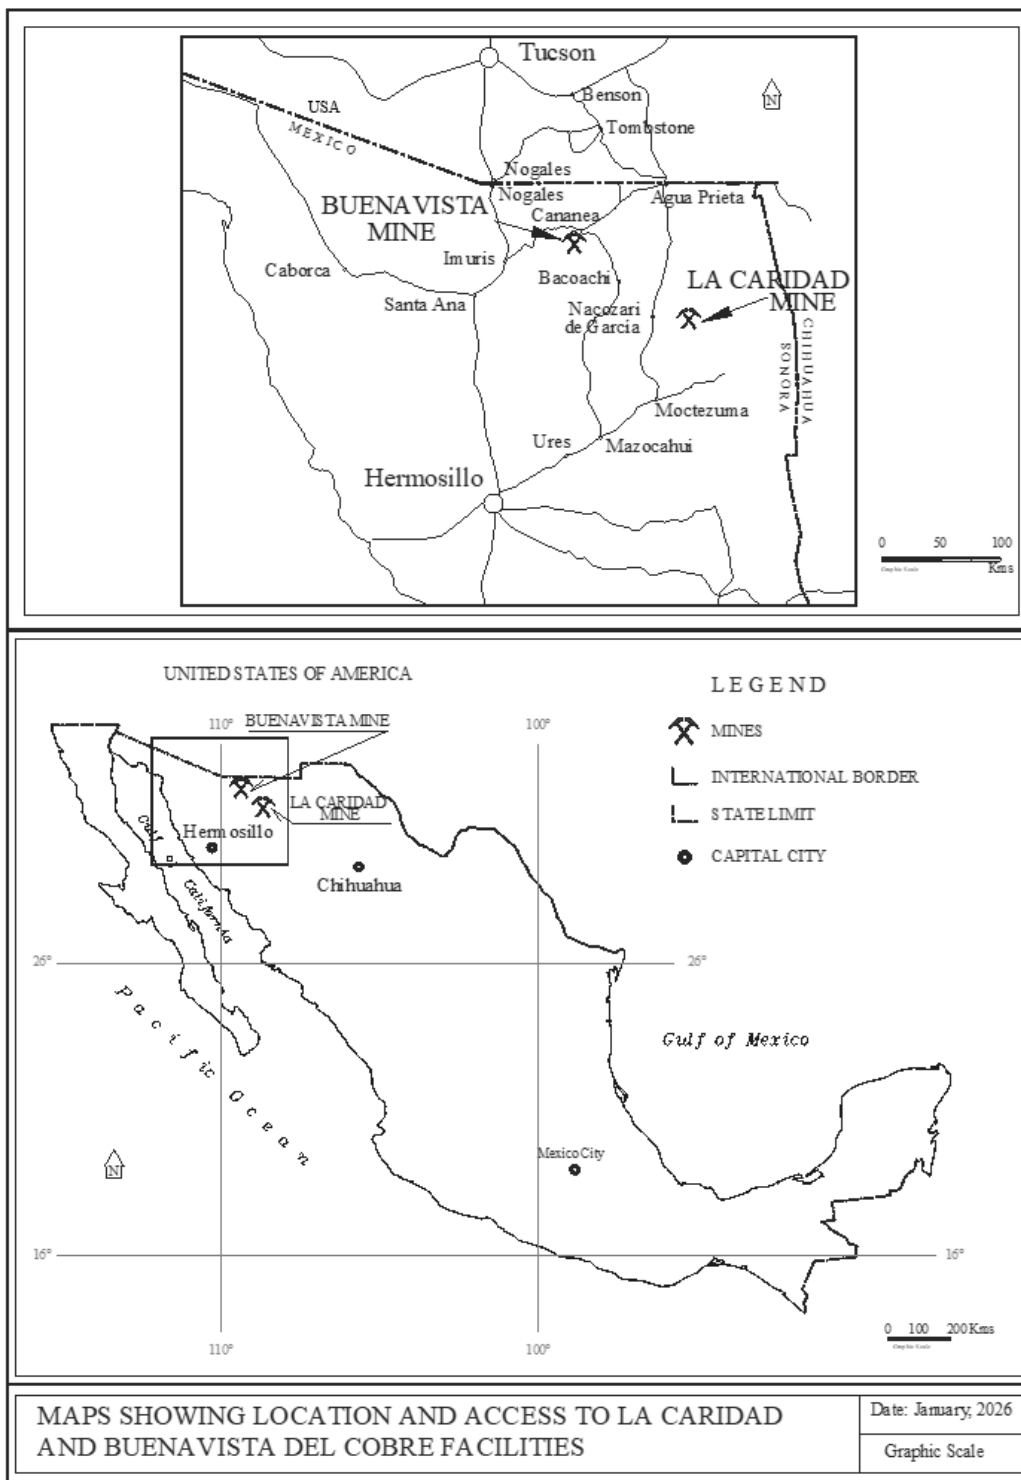 Tucson
Benson
USA
MEXICO
Tombstone
Nogales
Nogales
Agua Prieta
BUENAVISTA
MINE
Cananea
Imuris
Caborca
Bacoachi
LA CARIDAD
MINE
Santa Ana
Nacozari
de García
CHIHUAHUA
SONORA
Moctezuma
Ures
Mazocahui
Hermosillo
N
0 50 100
Graphic Scale
Kms
UNITED STATES OF AMERICA
LEGEND
110°
BUENAVISTA MINE
100°
MINES
INTERNATIONAL BORDER
LA CARIDAD
MINE
STATE LIMIT
Gulf
Hermosillo
CAPITAL CITY
Chihuahua
California
26°
26°
Pacific Ocean
Gulf of Mexico
N
Mexico City
16°
16°
0 100 200 Kms
Graphic Scale
110°
100°
MAPS SHOWING LOCATION AND ACCESS TO LA CARIDAD
AND BUENAVISTA DEL COBRE FACILITIES
Date: January, 2026
Graphic Scale